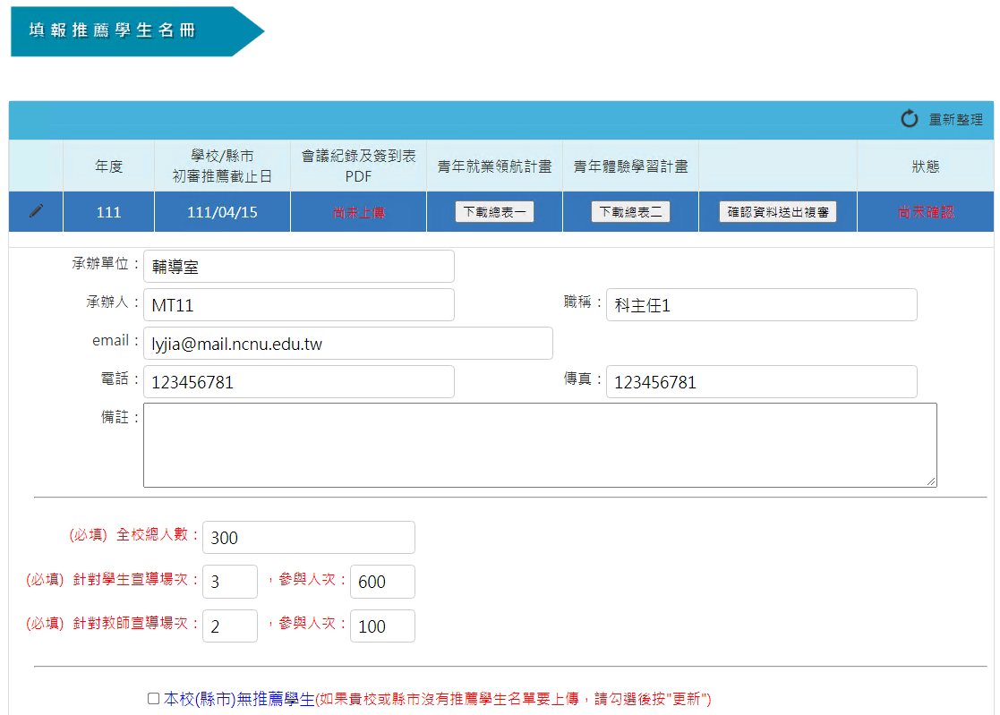 填報推薦學生名冊
重新整理
年度
學校/縣市
初審推薦截止日
會議紀錄及簽到表
PDF
青年就業領航計畫
青年體驗學習計畫
狀態
111
111/04/15
尚未上傳
下載總表一
下載總表二
確認資料送出複審
尚未確認
承辦單位：輔導室
承辦人：MT11 職稱：科主任1
email：lyjia@mail.ncnu.edu.tw
電話：123456781 傳真：123456781
備註：
(必填) 全校總人數：300
(必填) 針對學生宣導場次：3 ，參與人次：600
(必填) 針對教師宣導場次：2 ，參與人次：100
本校(縣市)無推薦學生(如果貴校或縣市沒有推薦學生名單要上傳，請勾選後按"更新")